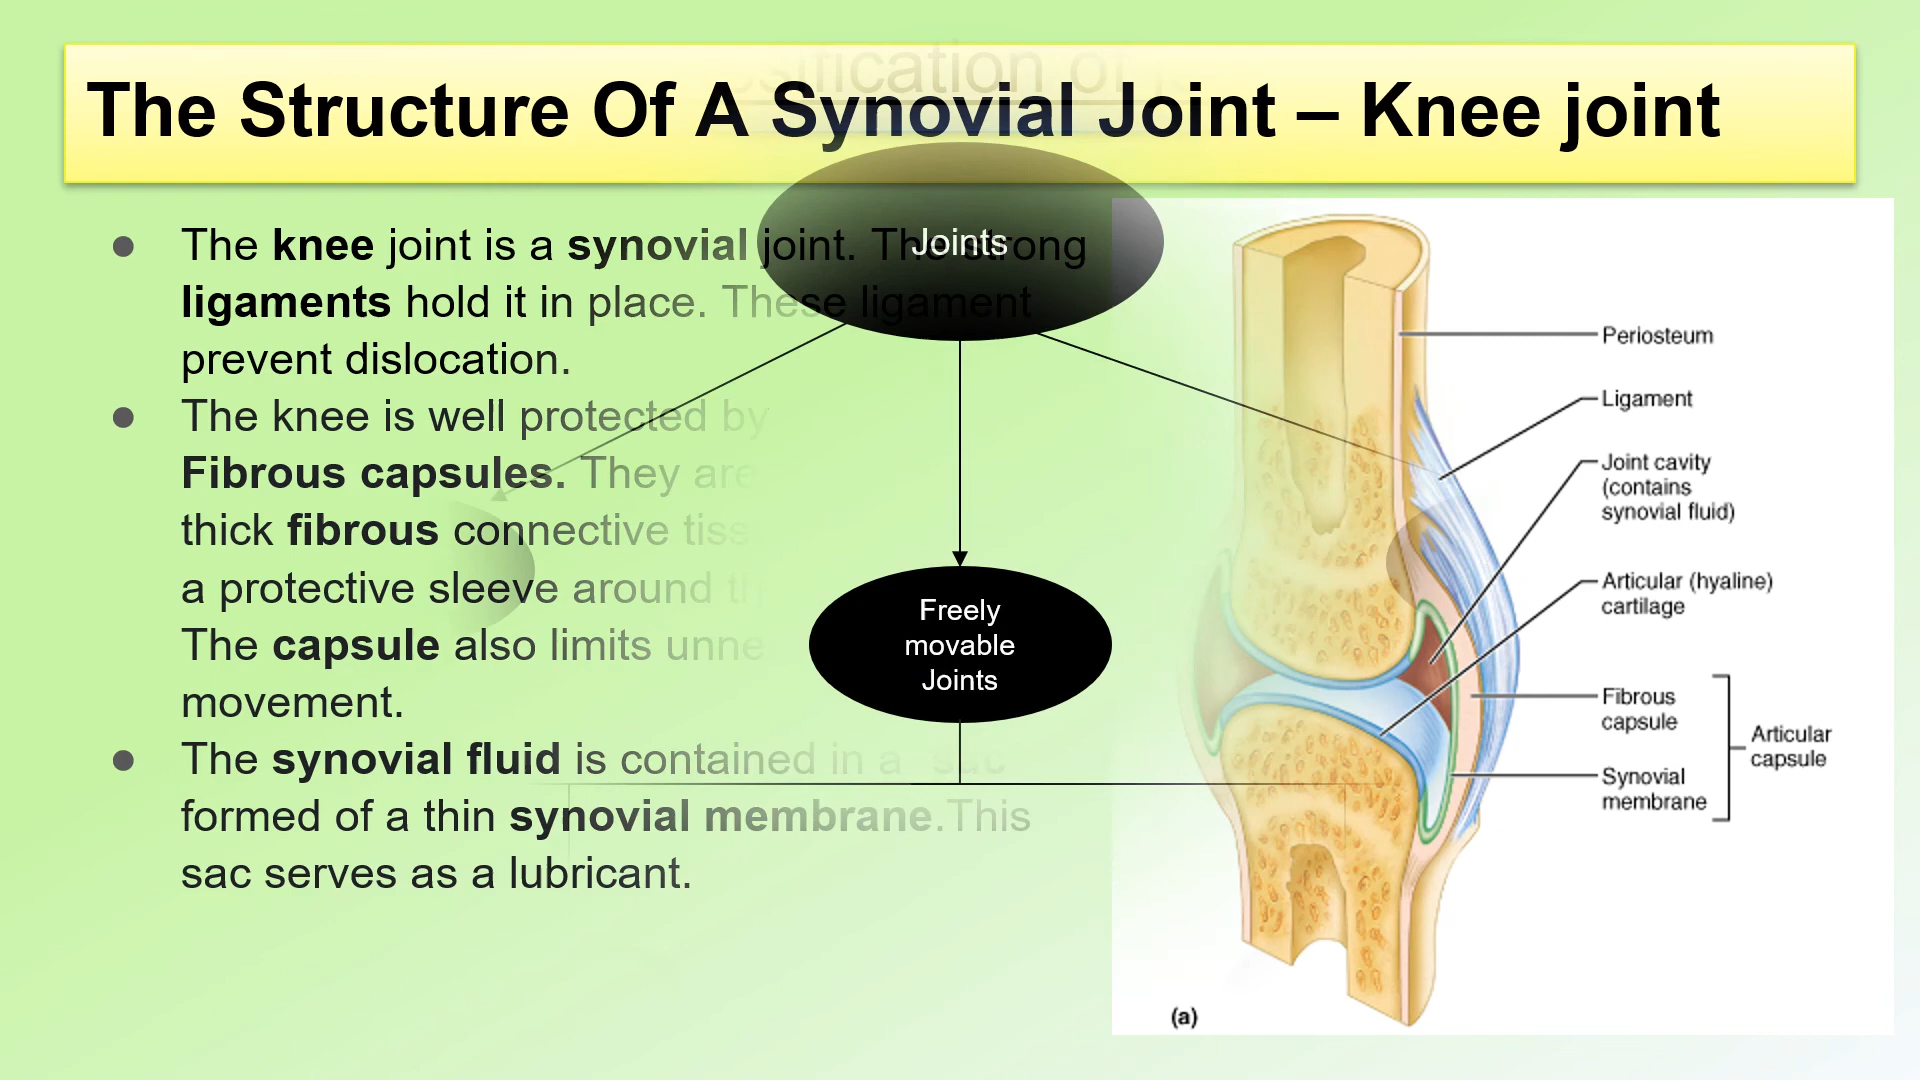 The Structure Of A Synovial Joint – Knee joint
Joints
The knee joint is a synovial joint. The strong
ligaments hold it in place. These ligament
prevent dislocation.
The knee is well protected by
Fibrous capsules. They are
thick fibrous connective
a protective sleeve around
The capsule also limits
movement.
The synovial fluid is contained in a sac
formed of a thin synovial membrane.This
sac serves as a lubricant.
Freely
movable
Joints
Periosteum
Ligament
Joint cavity
(contains
synovial fluid)
Articular (hyaline)
cartilage
Fibrous
capsule
Articular
capsule
Synovial
membrane
(a)